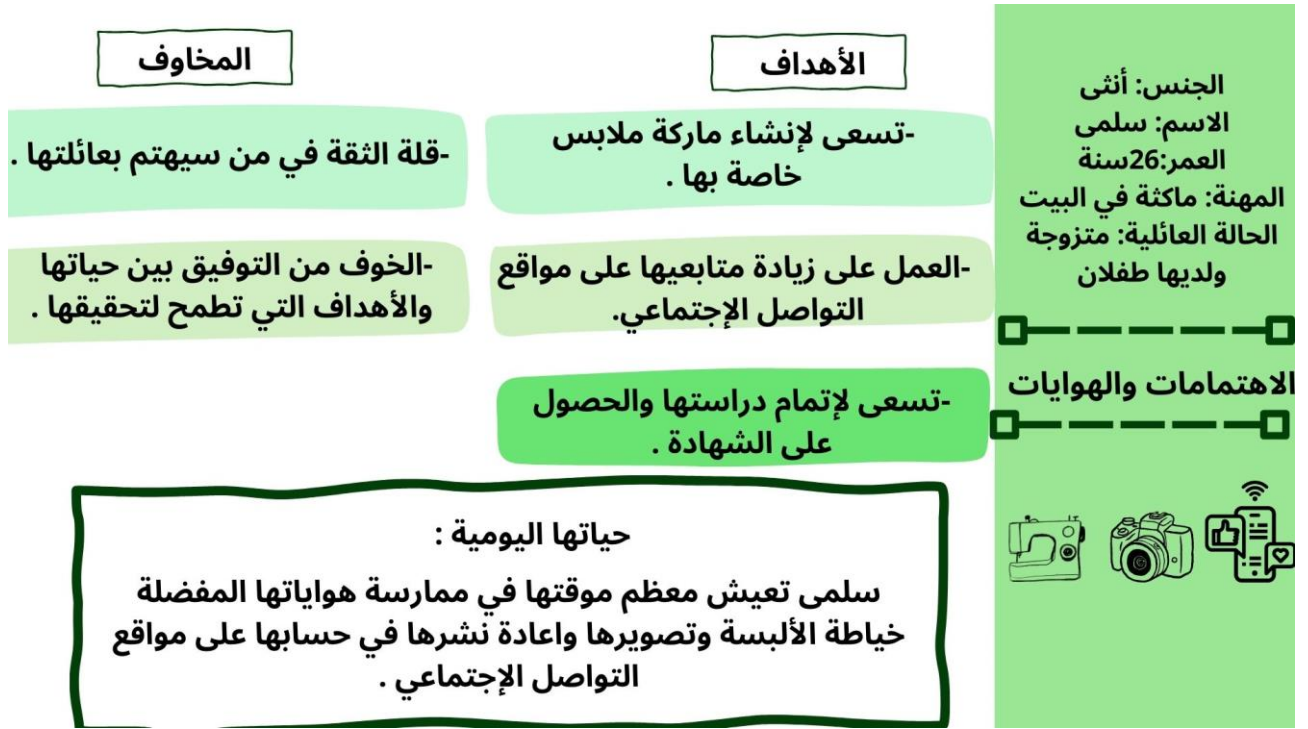 الجنس: أنثى
الاسم: سلمى
العمر:26سنة
المهنة: ماكثة في البيت
الحالة العائلية: متزوجة
ولديها طفلان
الاهتمامات والهوايات
الأهداف
-تسعى لإنشاء ماركة ملابس
خاصة بها .
-العمل على زيادة متابعيها على مواقع
التواصل الإجتماعي.
-تسعى لإتمام دراستها والحصول
على الشهادة .
المخاوف
-قلة الثقة في من سيهتم بعائلتها .
-الخوف من التوفيق بين حياتها
والأهداف التي تطمح لتحقيقها .
حياتها اليومية :
سلمى تعيش معظم موقتها في ممارسة هواياتها المفضلة
خياطة الألبسة وتصويرها واعادة نشرها في حسابها على مواقع
التواصل الإجتماعي .